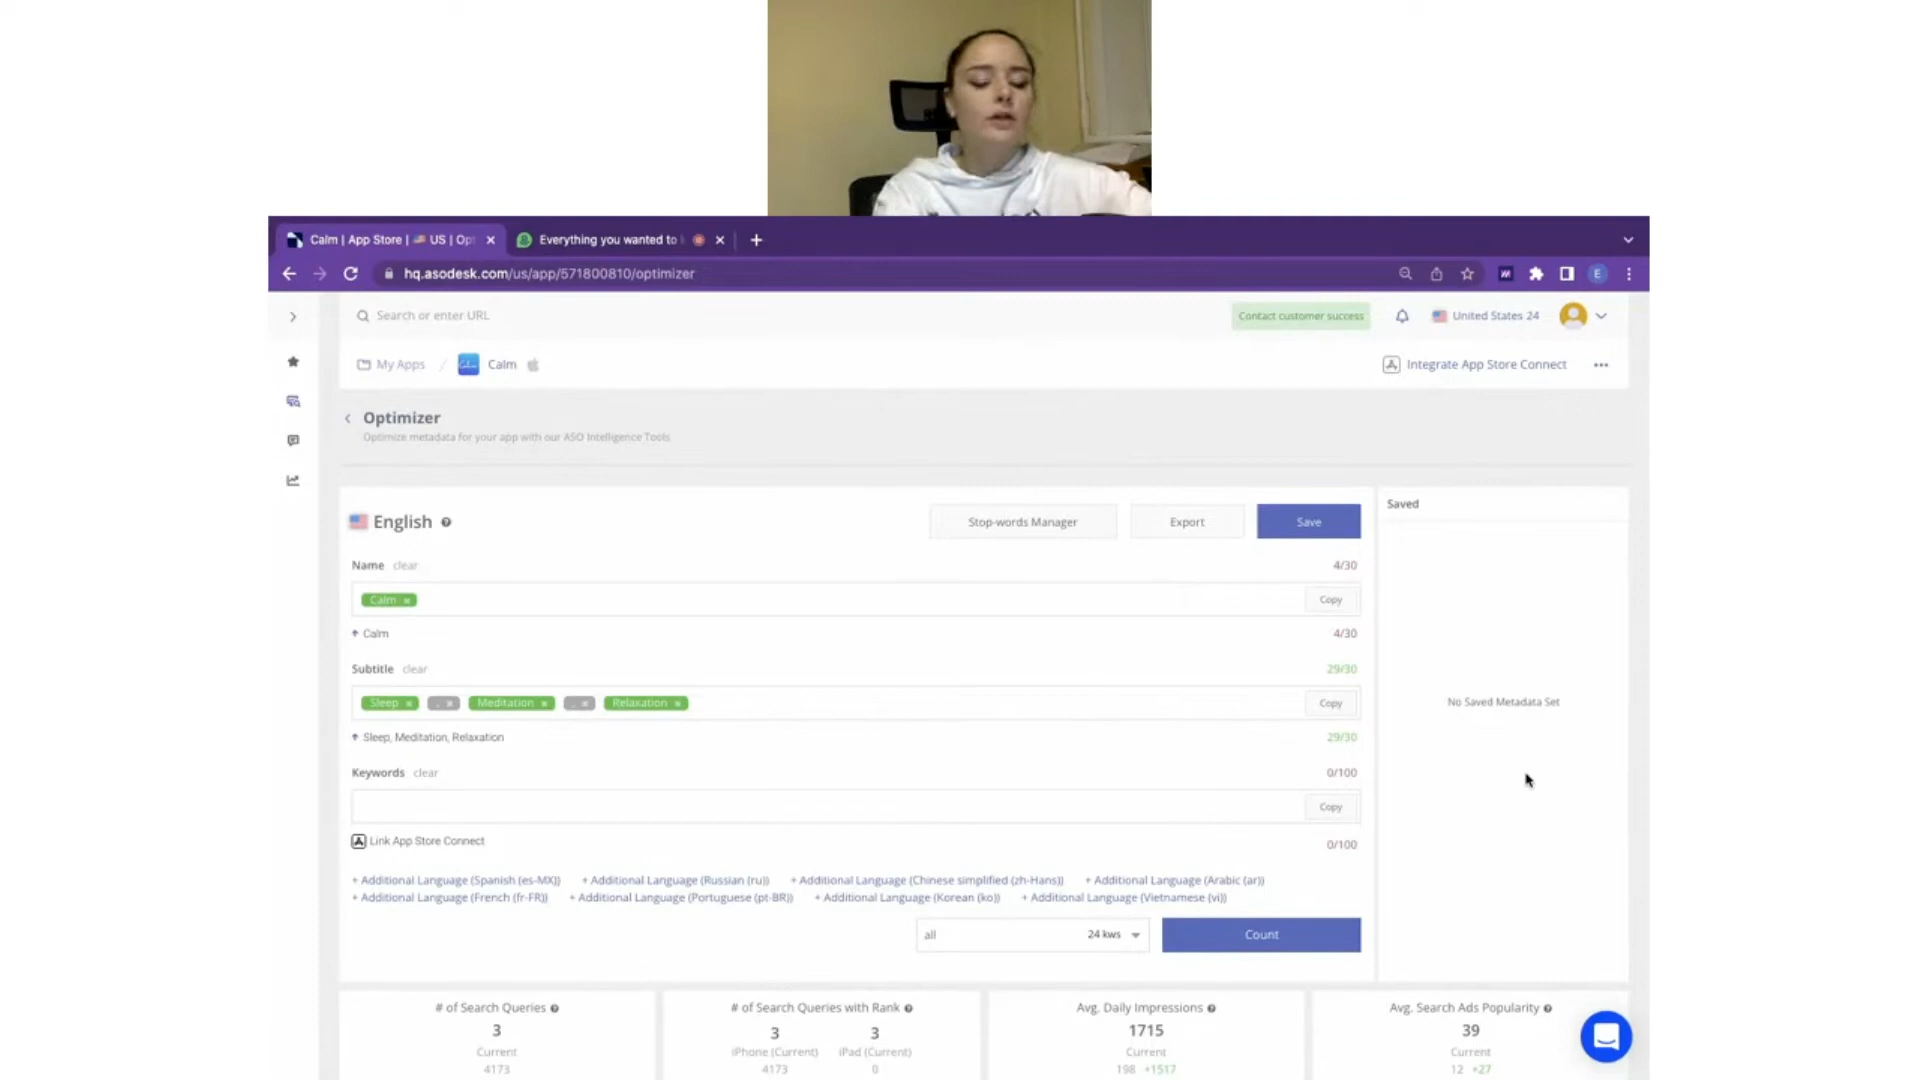 Calm | App Store | US | Op
Everything you wanted to
hq.asodesk.com/us/app/571800810/optimizer
E
Search or enter URL
Contact customer success
United States 24
My Apps / Calm
Integrate App Store Connect
Optimizer
Optimize metadata for your app with our ASO Intelligence Tools
English
Stop-words Manager
Export
Save
Saved
Name clear
4/30
Calm ×
Copy
Calm
4/30
Subtitle clear
29/30
Sleep × , × Meditation × , × Relaxation ×
Copy
Sleep, Meditation, Relaxation
29/30
No Saved Metadata Set
Keywords clear
0/100
Copy
Link App Store Connect
0/100
+ Additional Language (Spanish (es-MX)) + Additional Language (Russian (ru)) + Additional Language (Chinese simplified (zh-Hans)) + Additional Language (Arabic (ar))
+ Additional Language (French (fr-FR)) + Additional Language (Portuguese (pt-BR)) + Additional Language (Korean (ko)) + Additional Language (Vietnamese (vi))
all
24 kws
Count
# of Search Queries
3
Current
4173
# of Search Queries with Rank
3 3
iPhone (Current) iPad (Current)
4173 0
Avg. Daily Impressions
1715
Current
198 +1517
Avg. Search Ads Popularity
39
Current
12 +27